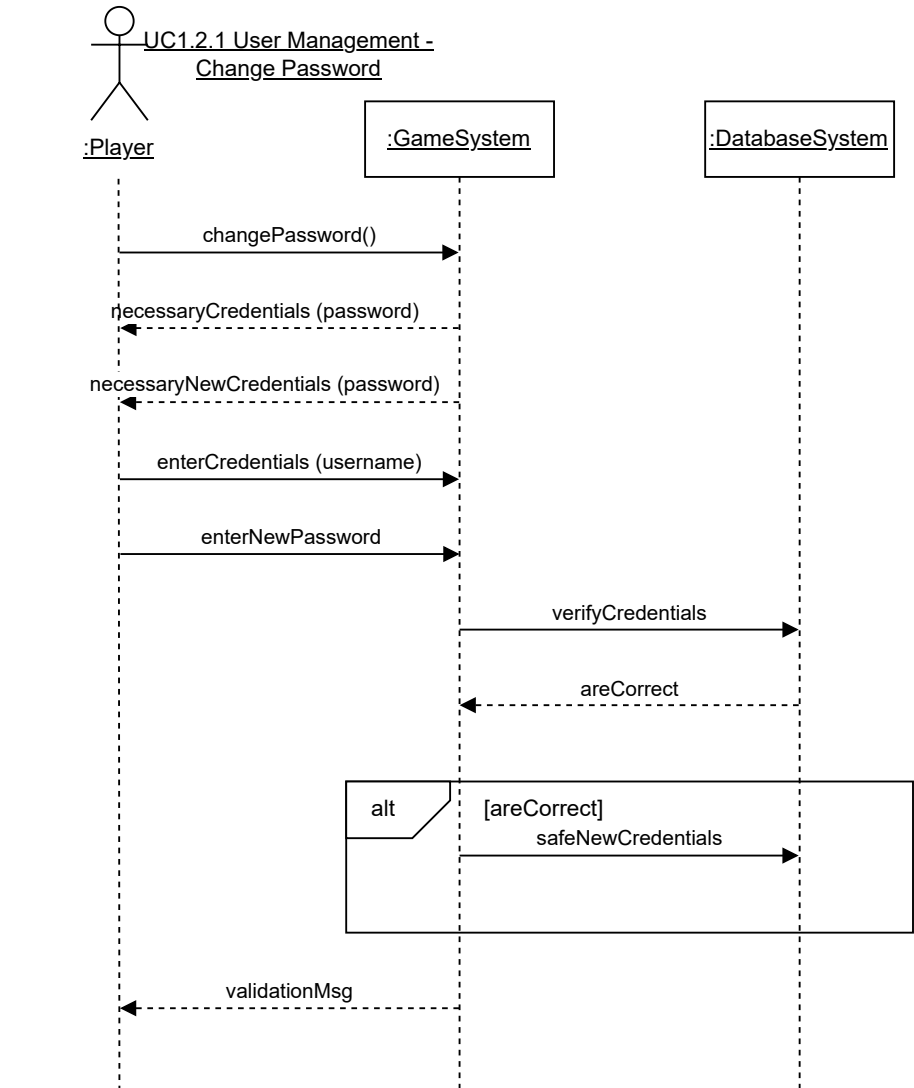 UC1.2.1 User Management -
Change Password
:Player
:GameSystem
:DatabaseSystem
changePassword()
necessaryCredentials (password)
necessaryNewCredentials (password)
enterCredentials (username)
enterNewPassword
verifyCredentials
areCorrect
alt
[areCorrect]
safeNewCredentials
validationMsg